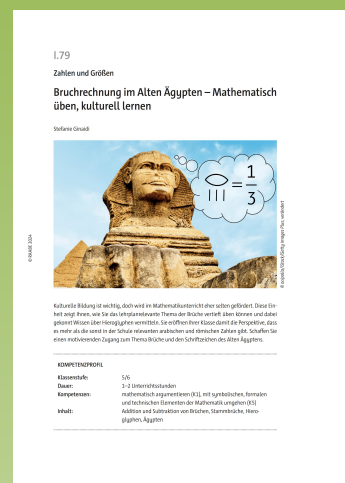 I.79
Zahlen und Größen
Bruchrechnung im Alten Ägypten – Mathematisch
üben, kulturell lernen
Stefanie Ginaidi
= 1/3
© RAABE 2024
Kulturelle Bildung ist wichtig, doch wird im Mathematikunterricht eher selten gefördert. Diese Ein-
heit zeigt Ihnen, wie Sie das lehrplanrelevante Thema der Brüche vertieft üben können und dabei
gekonnt Wissen über Hieroglyphen vermitteln. Sie eröffnen Ihrer Klasse damit die Perspektive, dass
es mehr als die sonst in der Schule relevanten arabischen und römischen Zahlen gibt. Schaffen Sie
einen motivierenden Zugang zum Thema Brüche und den Schriftzeichen des Alten Ägyptens.
KOMPETENZPROFIL
Klassenstufe: 5/6
Dauer: 1–2 Unterrichtsstunden
Kompetenzen: mathematisch argumentieren (K1), mit symbolischen, formalen
und technischen Elementen der Mathematik umgehen (K5)
Inhalt: Addition und Subtraktion von Brüchen, Stammbrüche, Hiero-
glyphen, Ägypten